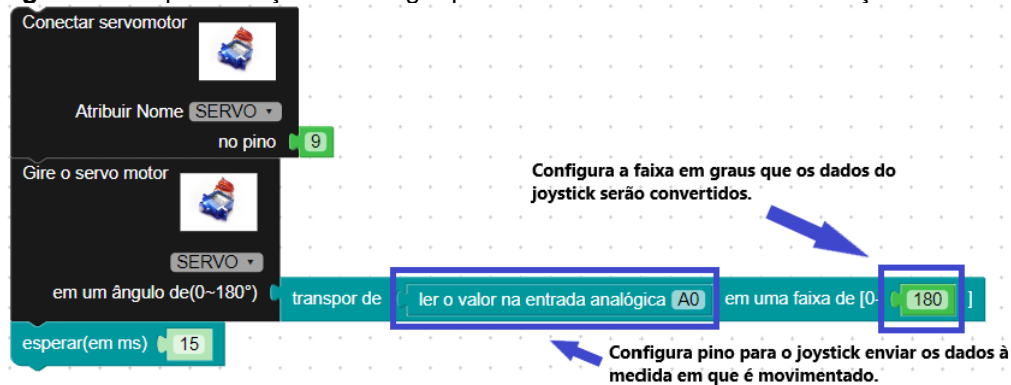 Conectar servomotor
Atribuir Nome SERVO
no pino 9
Gire o servo motor
Configura a faixa em graus que os dados do
joystick serão convertidos.
SERVO
em um ângulo de(0~180°) transpor de ler o valor na entrada analógica A0 em uma faixa de [0- 180 ]
esperar(em ms) 15
Configura pino para o joystick enviar os dados à
medida em que é movimentado.